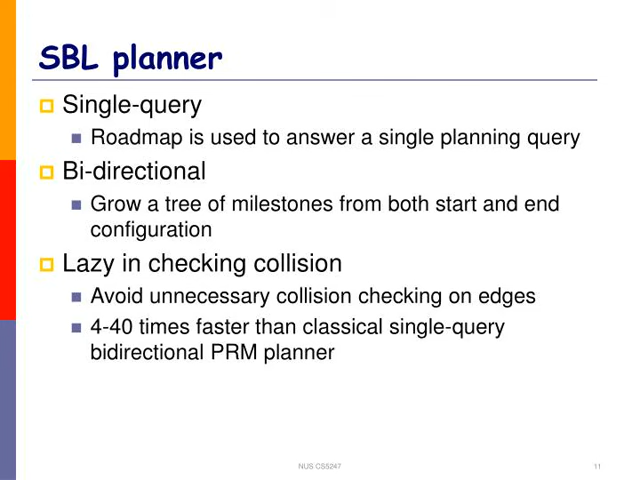 SBL planner
Single-query
Roadmap is used to answer a single planning query
Bi-directional
Grow a tree of milestones from both start and end
configuration
Lazy in checking collision
Avoid unnecessary collision checking on edges
4-40 times faster than classical single-query
bidirectional PRM planner
NUS CS5247
11